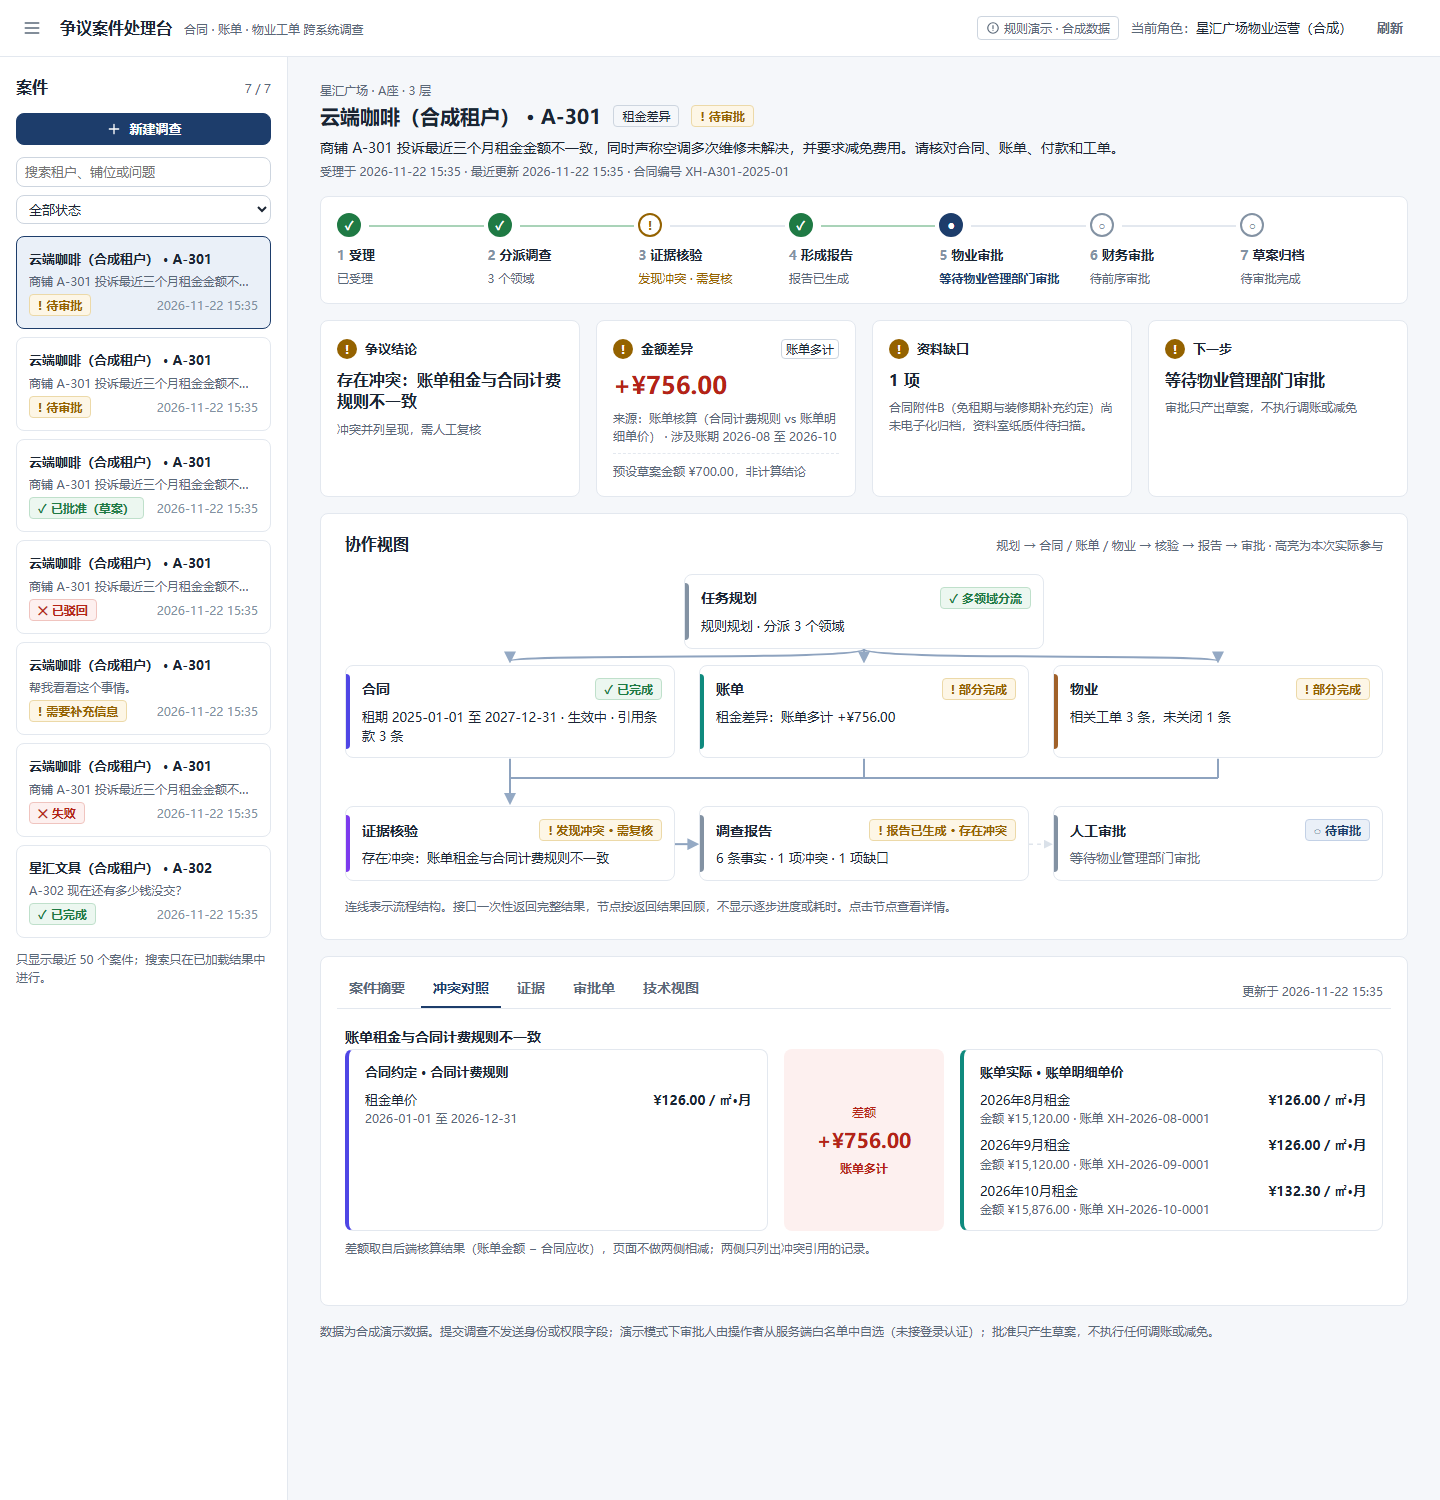 争议案件处理台 合同 · 账单 · 物业工单 跨系统调查
规则演示 · 合成数据 当前角色：星汇广场物业运营（合成） 刷新
案件 7 / 7
＋ 新建调查
搜索租户、铺位或问题
全部状态
云端咖啡（合成租户） • A-301
商铺 A-301 投诉最近三个月租金金额不...
! 待审批 2026-11-22 15:35
云端咖啡（合成租户） • A-301
商铺 A-301 投诉最近三个月租金金额不...
! 待审批 2026-11-22 15:35
云端咖啡（合成租户） • A-301
商铺 A-301 投诉最近三个月租金金额不...
✓ 已批准（草案） 2026-11-22 15:35
云端咖啡（合成租户） • A-301
商铺 A-301 投诉最近三个月租金金额不...
✕ 已驳回 2026-11-22 15:35
云端咖啡（合成租户） • A-301
帮我看看这个事情。
! 需要补充信息 2026-11-22 15:35
云端咖啡（合成租户） • A-301
商铺 A-301 投诉最近三个月租金金额不...
✕ 失败 2026-11-22 15:35
星汇文具（合成租户） • A-302
A-302 现在还有多少钱没交？
✓ 已完成 2026-11-22 15:35
只显示最近 50 个案件；搜索只在已加载结果中
进行。
星汇广场 · A座 · 3 层
云端咖啡（合成租户） • A-301 租金差异 ! 待审批
商铺 A-301 投诉最近三个月租金金额不一致，同时声称空调多次维修未解决，并要求减免费用。请核对合同、账单、付款和工单。
受理于 2026-11-22 15:35 · 最近更新 2026-11-22 15:35 · 合同编号 XH-A301-2025-01
1 受理
已受理
2 分派调查
3 个领域
3 证据核验
发现冲突 · 需复核
4 形成报告
报告已生成
5 物业审批
等待物业管理部门审批
6 财务审批
待前序审批
7 草案归档
待审批完成
! 争议结论
存在冲突：账单租金与合同计费
规则不一致
冲突并列呈现，需人工复核
! 金额差异 账单多计
+¥756.00
来源：账单核算（合同计费规则 vs 账单明
细单价） · 涉及账期 2026-08 至 2026-10
预设草案金额 ¥700.00，非计算结论
! 资料缺口
1 项
合同附件B（免租期与装修期补充约定）尚
未电子化归档，资料室纸质件待扫描。
! 下一步
等待物业管理部门审批
审批只产出草案，不执行调账或减免
协作视图 规划 → 合同 / 账单 / 物业 → 核验 → 报告 → 审批 · 高亮为本次实际参与
任务规划 ✓ 多领域分流
规则规划 · 分派 3 个领域
合同 ✓ 已完成
租期 2025-01-01 至 2027-12-31 · 生效中 · 引用条
款 3 条
账单 ! 部分完成
租金差异：账单多计 +¥756.00
物业 ! 部分完成
相关工单 3 条，未关闭 1 条
证据核验 ! 发现冲突 • 需复核
存在冲突：账单租金与合同计费规则不一致
调查报告 ! 报告已生成 • 存在冲突
6 条事实 · 1 项冲突 · 1 项缺口
人工审批 ○ 待审批
等待物业管理部门审批
连线表示流程结构。接口一次性返回完整结果，节点按返回结果回顾，不显示逐步进度或耗时。点击节点查看详情。
案件摘要 冲突对照 证据 审批单 技术视图 更新于 2026-11-22 15:35
账单租金与合同计费规则不一致
合同约定 • 合同计费规则
租金单价 ¥126.00 / ㎡•月
2026-01-01 至 2026-12-31
差额
+¥756.00
账单多计
账单实际 • 账单明细单价
2026年8月租金 ¥126.00 / ㎡•月
金额 ¥15,120.00 · 账单 XH-2026-08-0001
2026年9月租金 ¥126.00 / ㎡•月
金额 ¥15,120.00 · 账单 XH-2026-09-0001
2026年10月租金 ¥132.30 / ㎡•月
金额 ¥15,876.00 · 账单 XH-2026-10-0001
差额取自后端核算结果（账单金额 − 合同应收），页面不做两侧相减；两侧只列出冲突引用的记录。
数据为合成演示数据。提交调查不发送身份或权限字段；演示模式下审批人由操作者从服务端白名单中自选（未接登录认证）；批准只产生草案，不执行任何调账或减免。